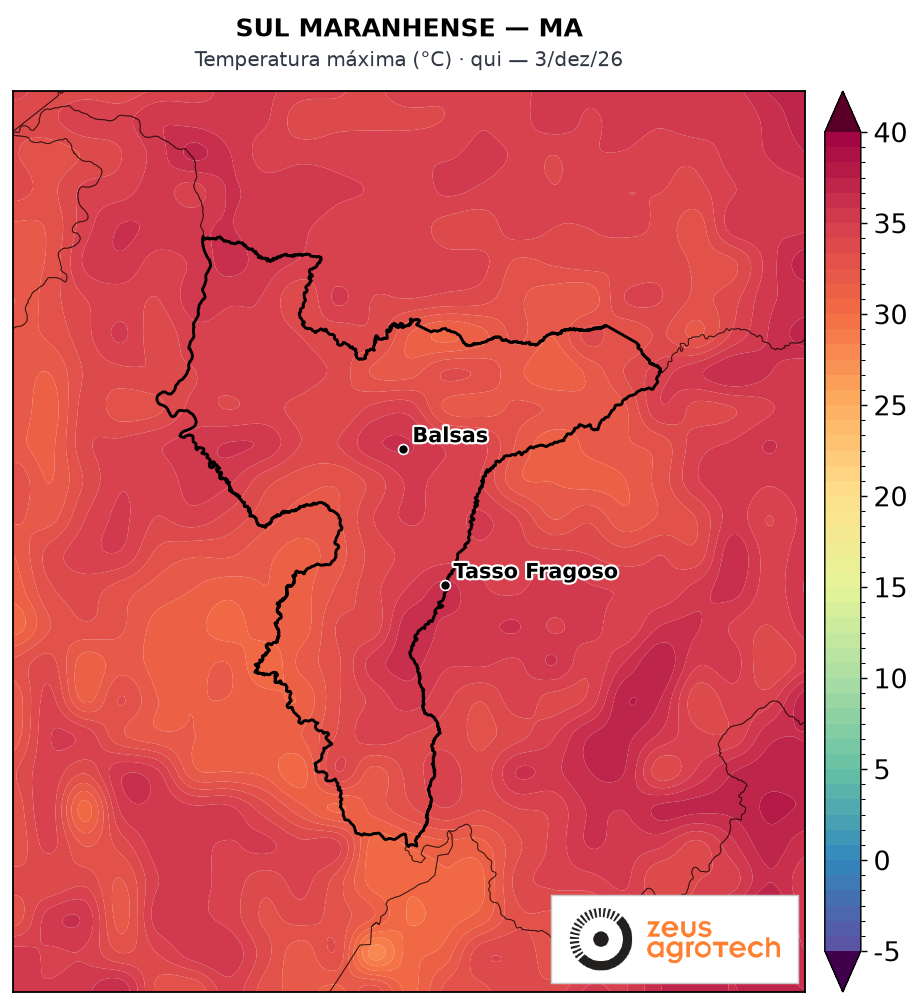 SUL MARANHENSE — MA
Temperatura máxima (°C) · qui — 3/dez/26
40
35
30
25
20
15
10
5
0
-5
Balsas
Tasso Fragoso
zeus
agrotech